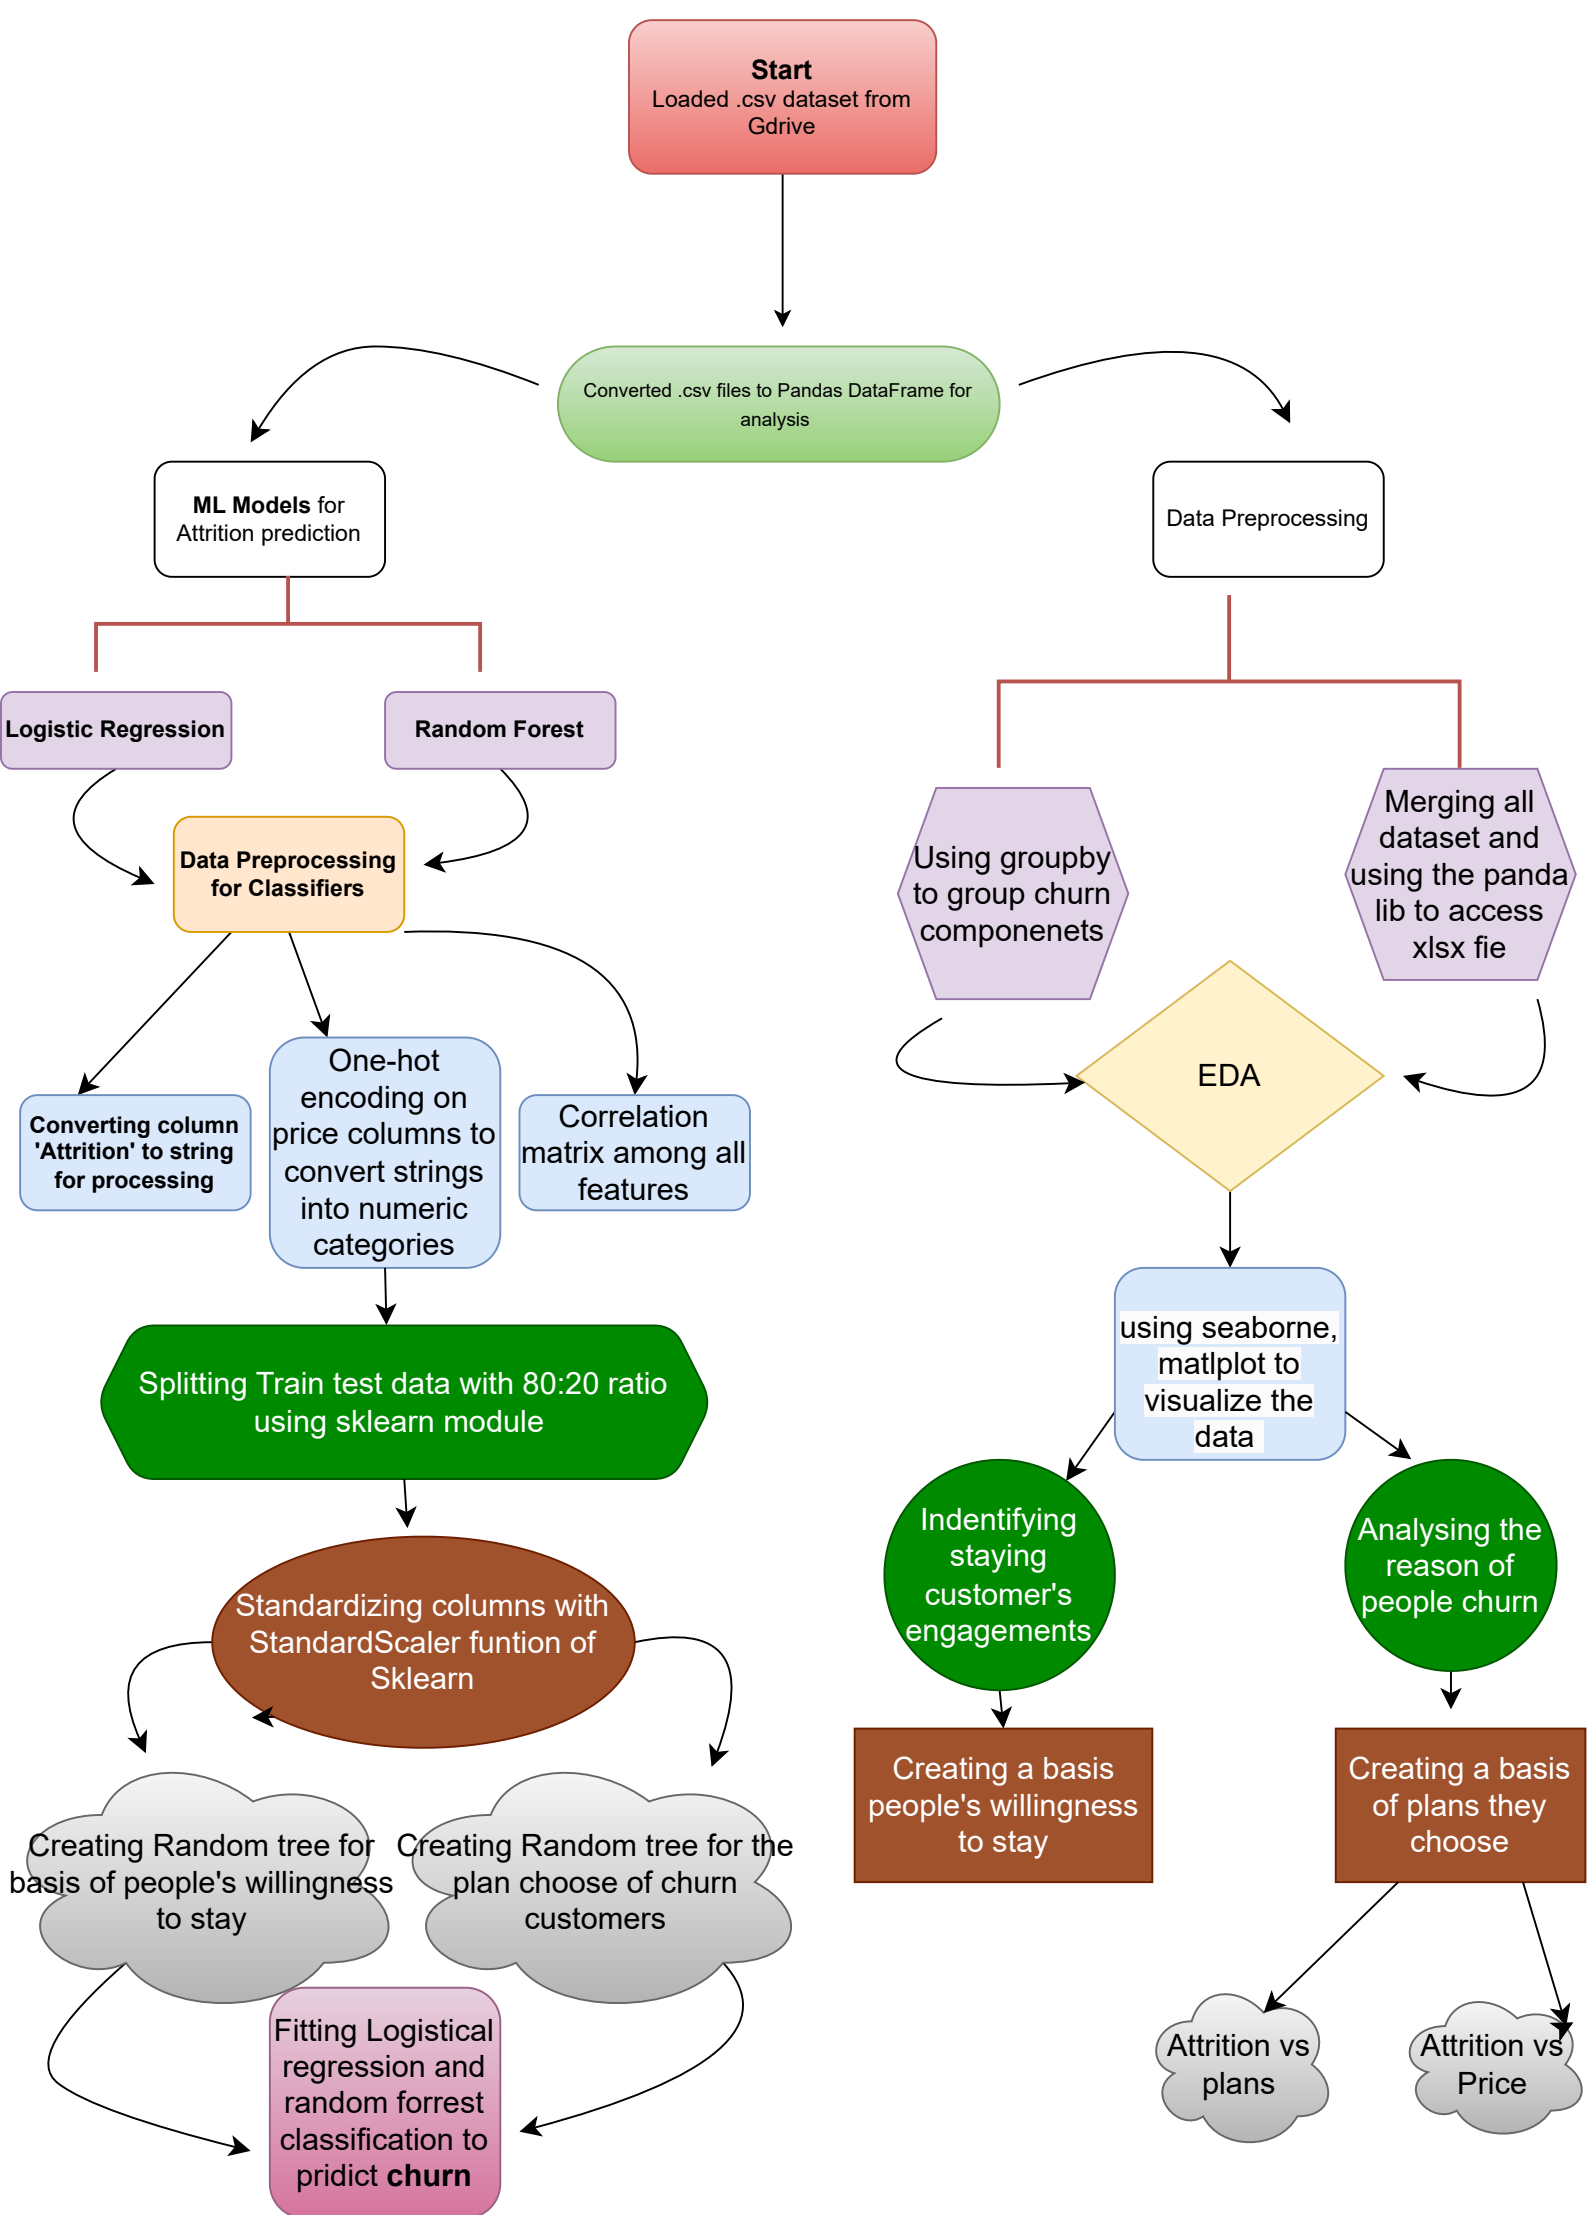 Start
Loaded .csv dataset from
Gdrive
Converted .csv files to Pandas DataFrame for
analysis
ML Models for
Attrition prediction
Data Preprocessing
Logistic Regression
Random Forest
Data Preprocessing
for Classifiers
Using groupby
to group churn
componenets
Merging all
dataset and
using the panda
lib to access
xlsx fie
EDA
Converting column
'Attrition' to string
for processing
One-hot
encoding on
price columns to
convert strings
into numeric
categories
Correlation
matrix among all
features
using seaborne,
matlplot to
visualize the
data
Splitting Train test data with 80:20 ratio
using sklearn module
Indentifying
staying
customer's
engagements
Analysing the
reason of
people churn
Standardizing columns with
StandardScaler funtion of
Sklearn
Creating a basis
people's willingness
to stay
Creating a basis
of plans they
choose
Creating Random tree for
basis of people's willingness
to stay
Creating Random tree for the
plan choose of churn
customers
Attrition vs
plans
Attrition vs
Price
Fitting Logistical
regression and
random forrest
classification to
pridict churn